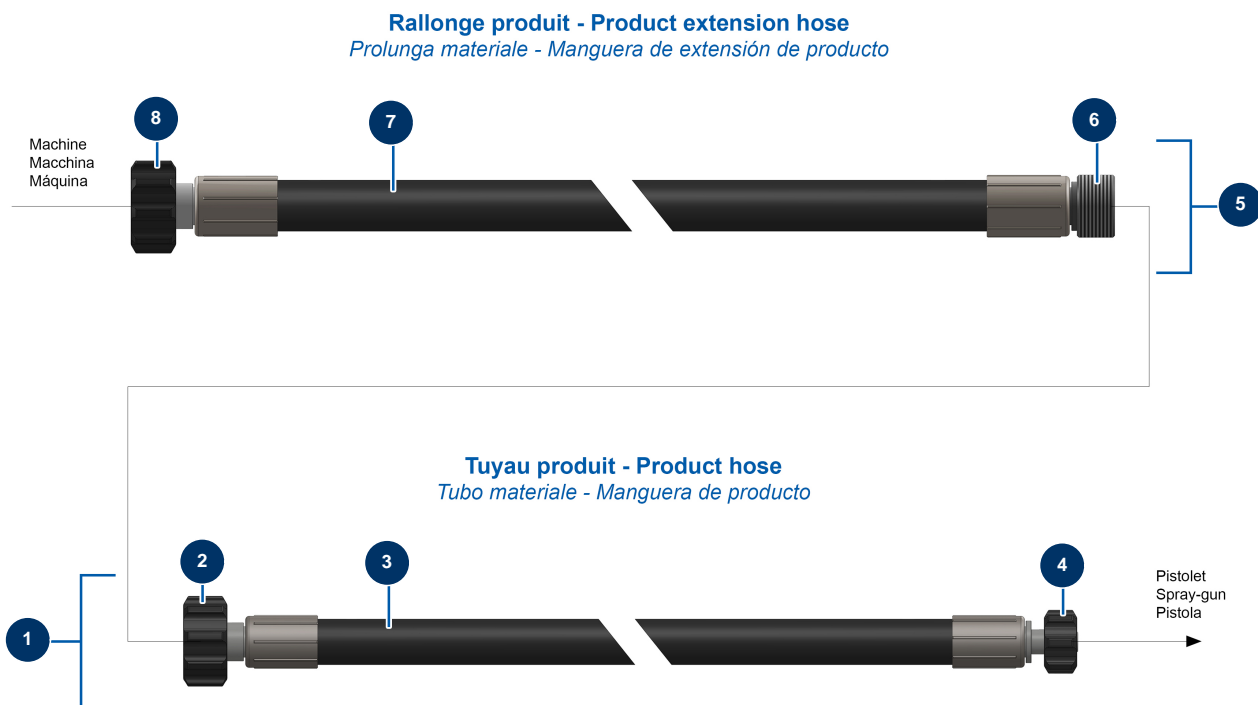 Rallonge produit - Product extension hose
Prolunga materiale - Manguera de extensión de producto
8
7
6
Machine
Macchina
Máquina
5
Tuyau produit - Product hose
Tubo materiale - Manguera de producto
2
3
4
Pistolet
Spray-gun
Pistola
1